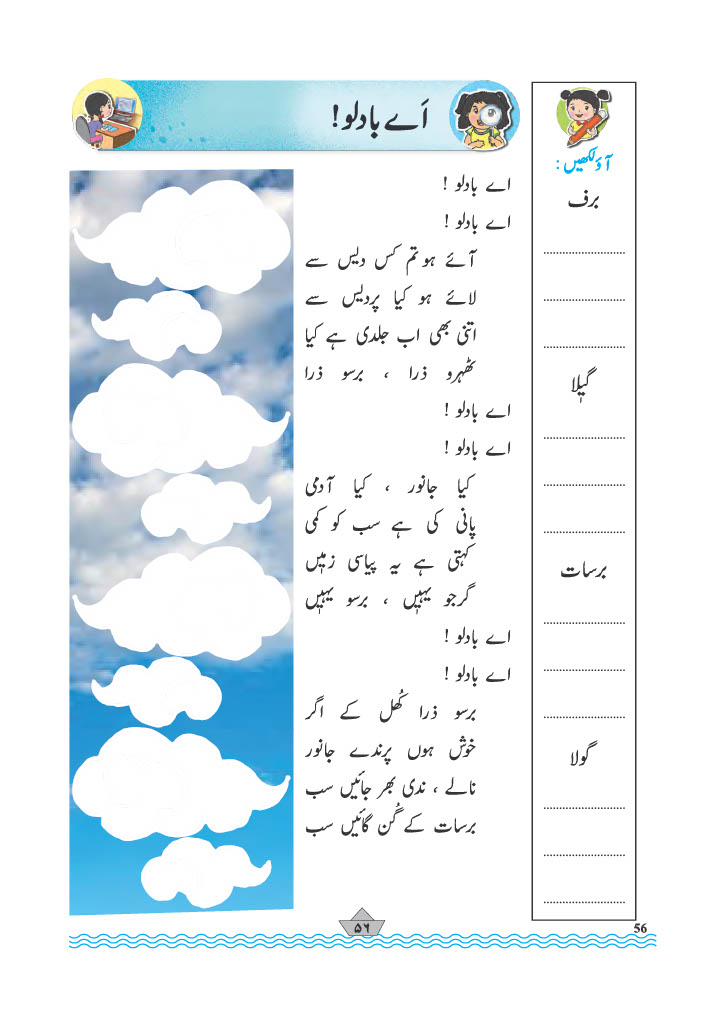 اَے بادلو!
اے بادلو !
اے بادلو !
آئے ہو تم کس دیس سے
لائے ہو کیا پردیس سے
اتنی بھی اب جلدی ہے کیا
ٹھہرو ذرا ، برسو ذرا
اے بادلو !
اے بادلو !
کیا جانور ، کیا آدمی
پانی کی ہے سب کو کمی
کہتی ہے یہ پیاسی زمیں
گرجو یہیں ، برسو یہیں
اے بادلو !
اے بادلو !
برسو ذرا کُھل کے اگر
خوش ہوں پرندے جانور
نالے ، ندی بھر جائیں سب
برسات کے گُن گائیں سب
آؤ لکھیں :
برف
گیٖلا
برسات
گولا
۵۶
56